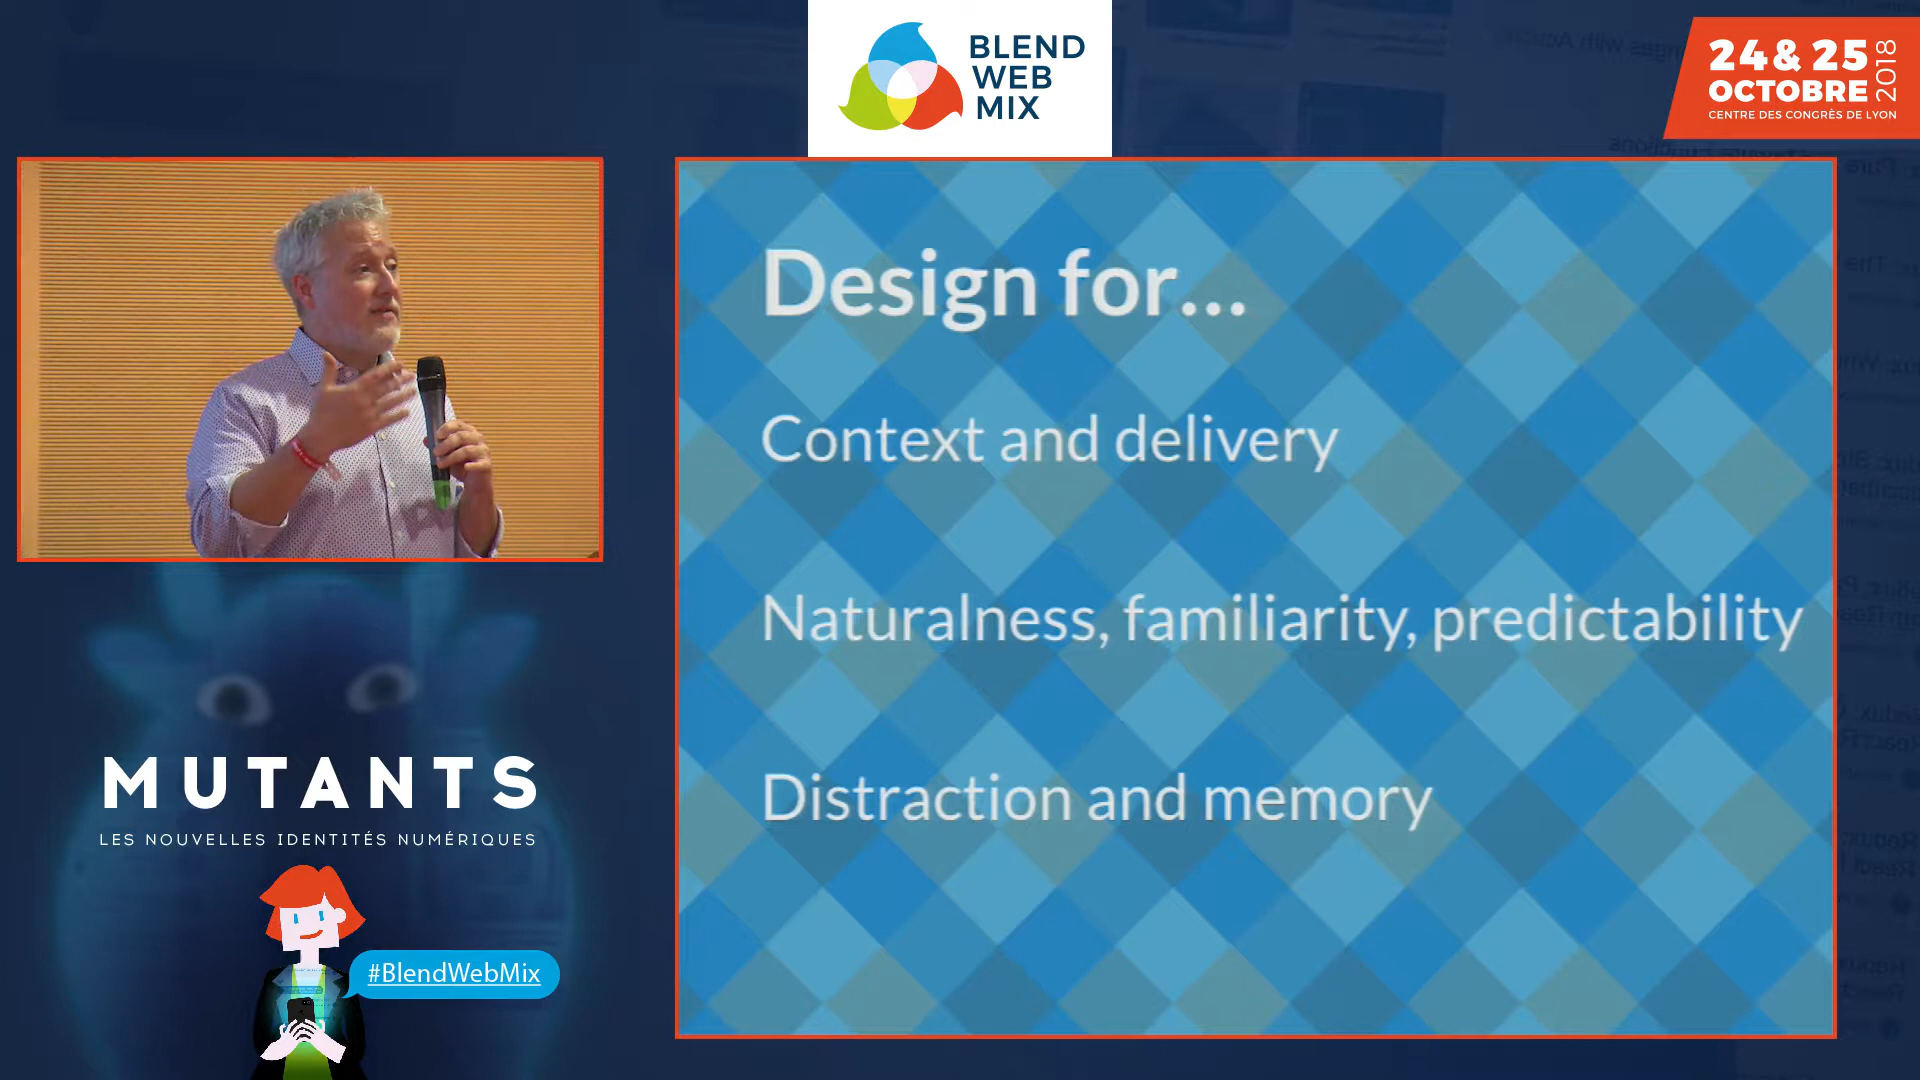 BLEND
WEB
MIX
24 & 25
OCTOBRE
2018
CENTRE DES CONGRÈS DE LYON
Design for...
Context and delivery
Naturalness, familiarity, predictability
Distraction and memory
MUTANTS
LES NOUVELLES IDENTITÉS NUMÉRIQUES
#BlendWebMix